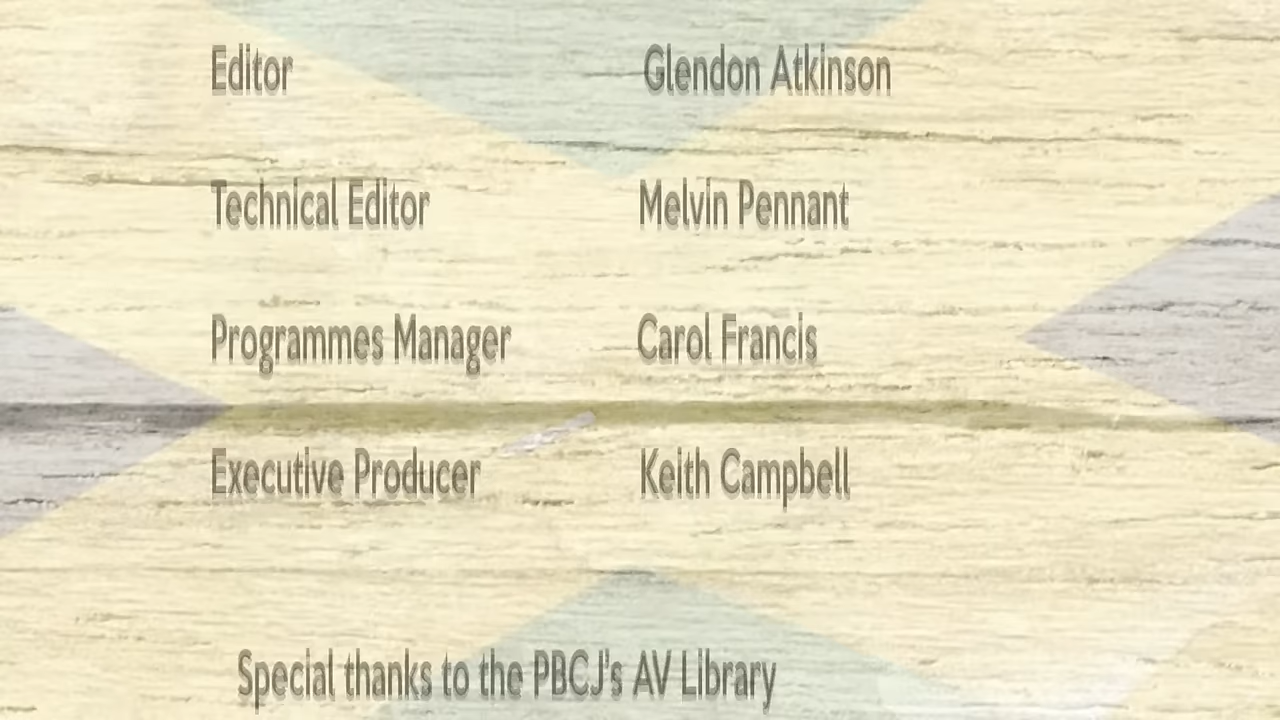 Editor Glendon Atkinson
Technical Editor Melvin Pennant
Programmes Manager Carol Francis
Executive Producer Keith Campbell
Special thanks to the PBCJ's AV Library